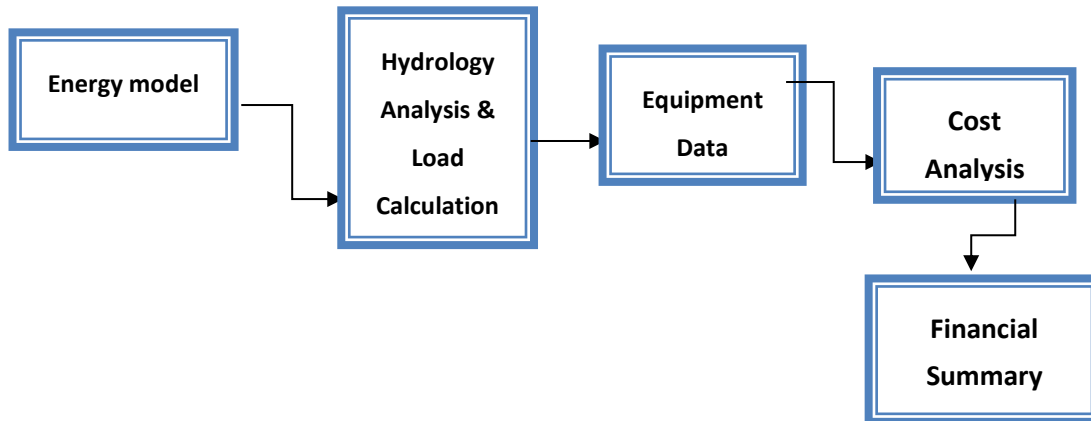 Energy model
Hydrology
Analysis &
Load
Calculation
Equipment
Data
Cost
Analysis
Financial
Summary